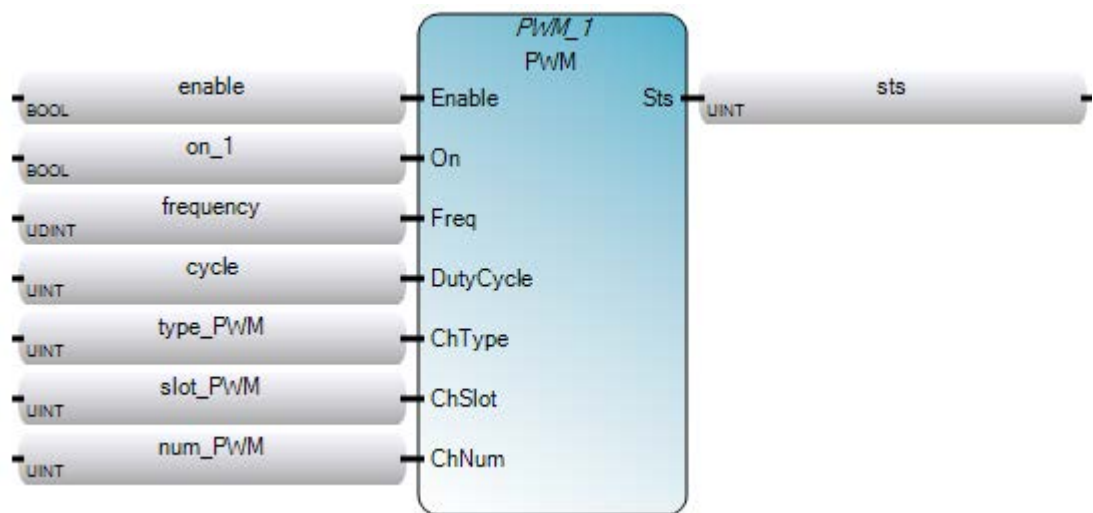 PWM_1
PWM
enable
BOOL
Enable
Sts
sts
UINT
on_1
BOOL
On
frequency
UDINT
Freq
cycle
UINT
DutyCycle
type_PWM
UINT
ChType
slot_PWM
UINT
ChSlot
num_PWM
UINT
ChNum